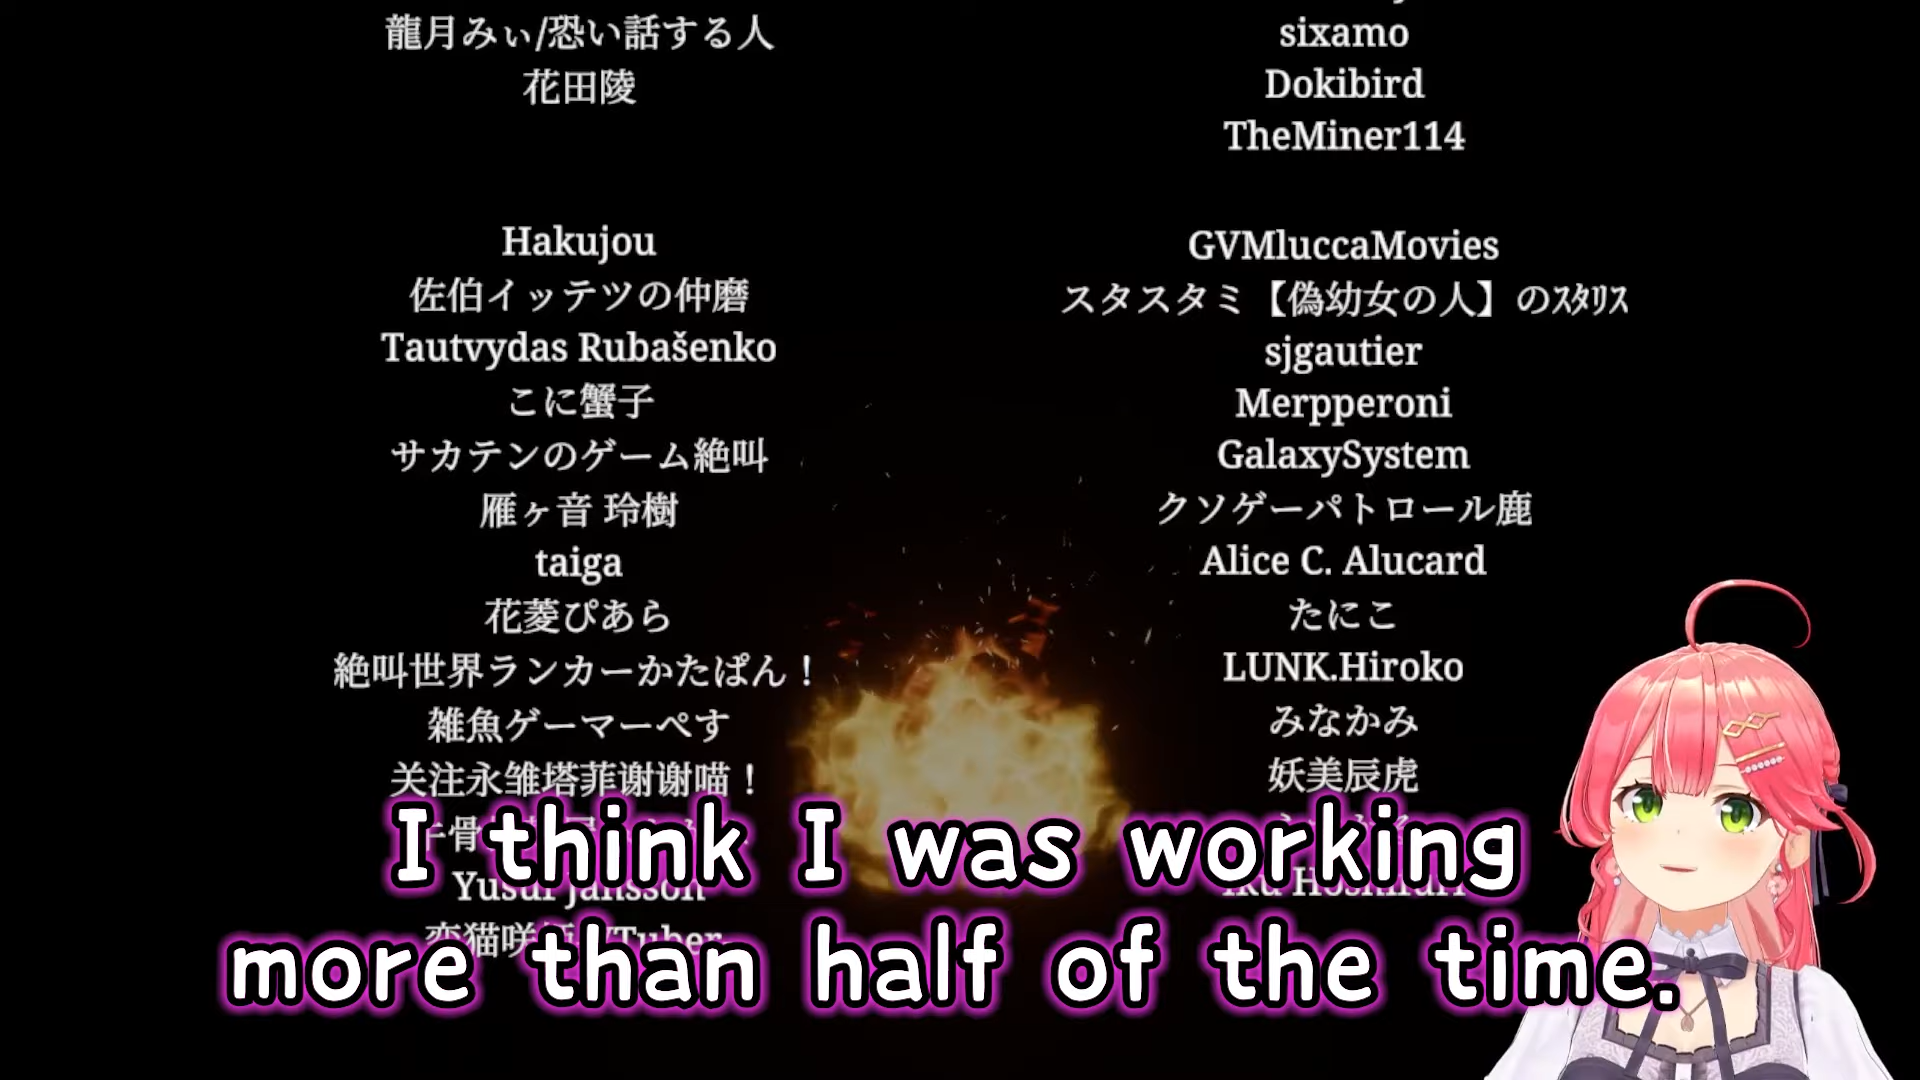 龍月みぃ/恐い話する人
花田陵
Hakujou
佐伯イッテツの仲磨
Tautvydas Rubašenko
こに蟹子
サカテンのゲーム絶叫
雁ヶ音 玲樹
taiga
花菱ぴあら
絶叫世界ランカーかたぱん！
雑魚ゲーマーぺす
关注永雏塔菲谢谢喵！
Yusuf Jansson
sixamo
Dokibird
TheMiner114
GVMluccaMovies
スタスタミ【偽幼女の人】のｽﾀﾘｽ
sjgautier
Merpperoni
GalaxySystem
クソゲーパトロール鹿
Alice C. Alucard
たにこ
LUNK.Hiroko
みなかみ
妖美辰虎
I think I was working
more than half of the time.